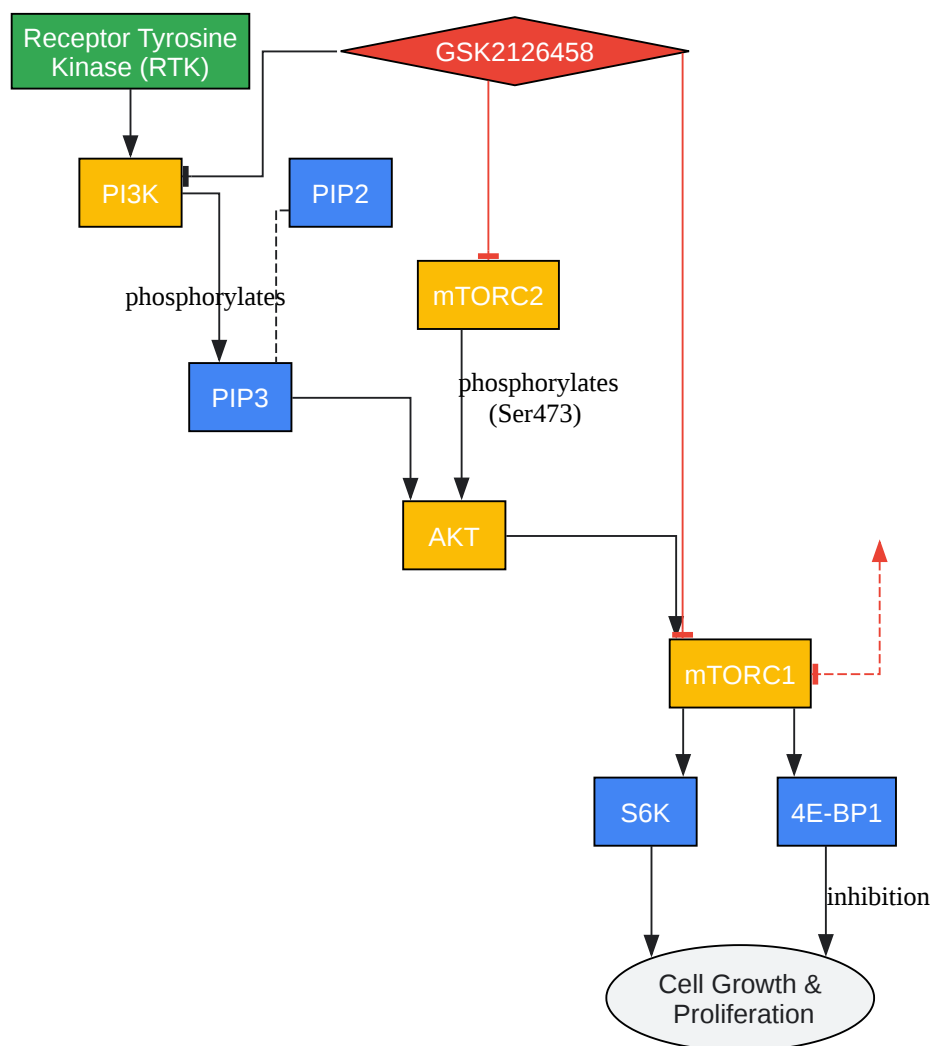 Receptor Tyrosine
Kinase (RTK)
GSK2126458
PI3K
PIP2
mTORC2
phosphorylates
PIP3
phosphorylates
(Ser473)
AKT
mTORC1
S6K
4E-BP1
inhibition
Cell Growth &
Proliferation